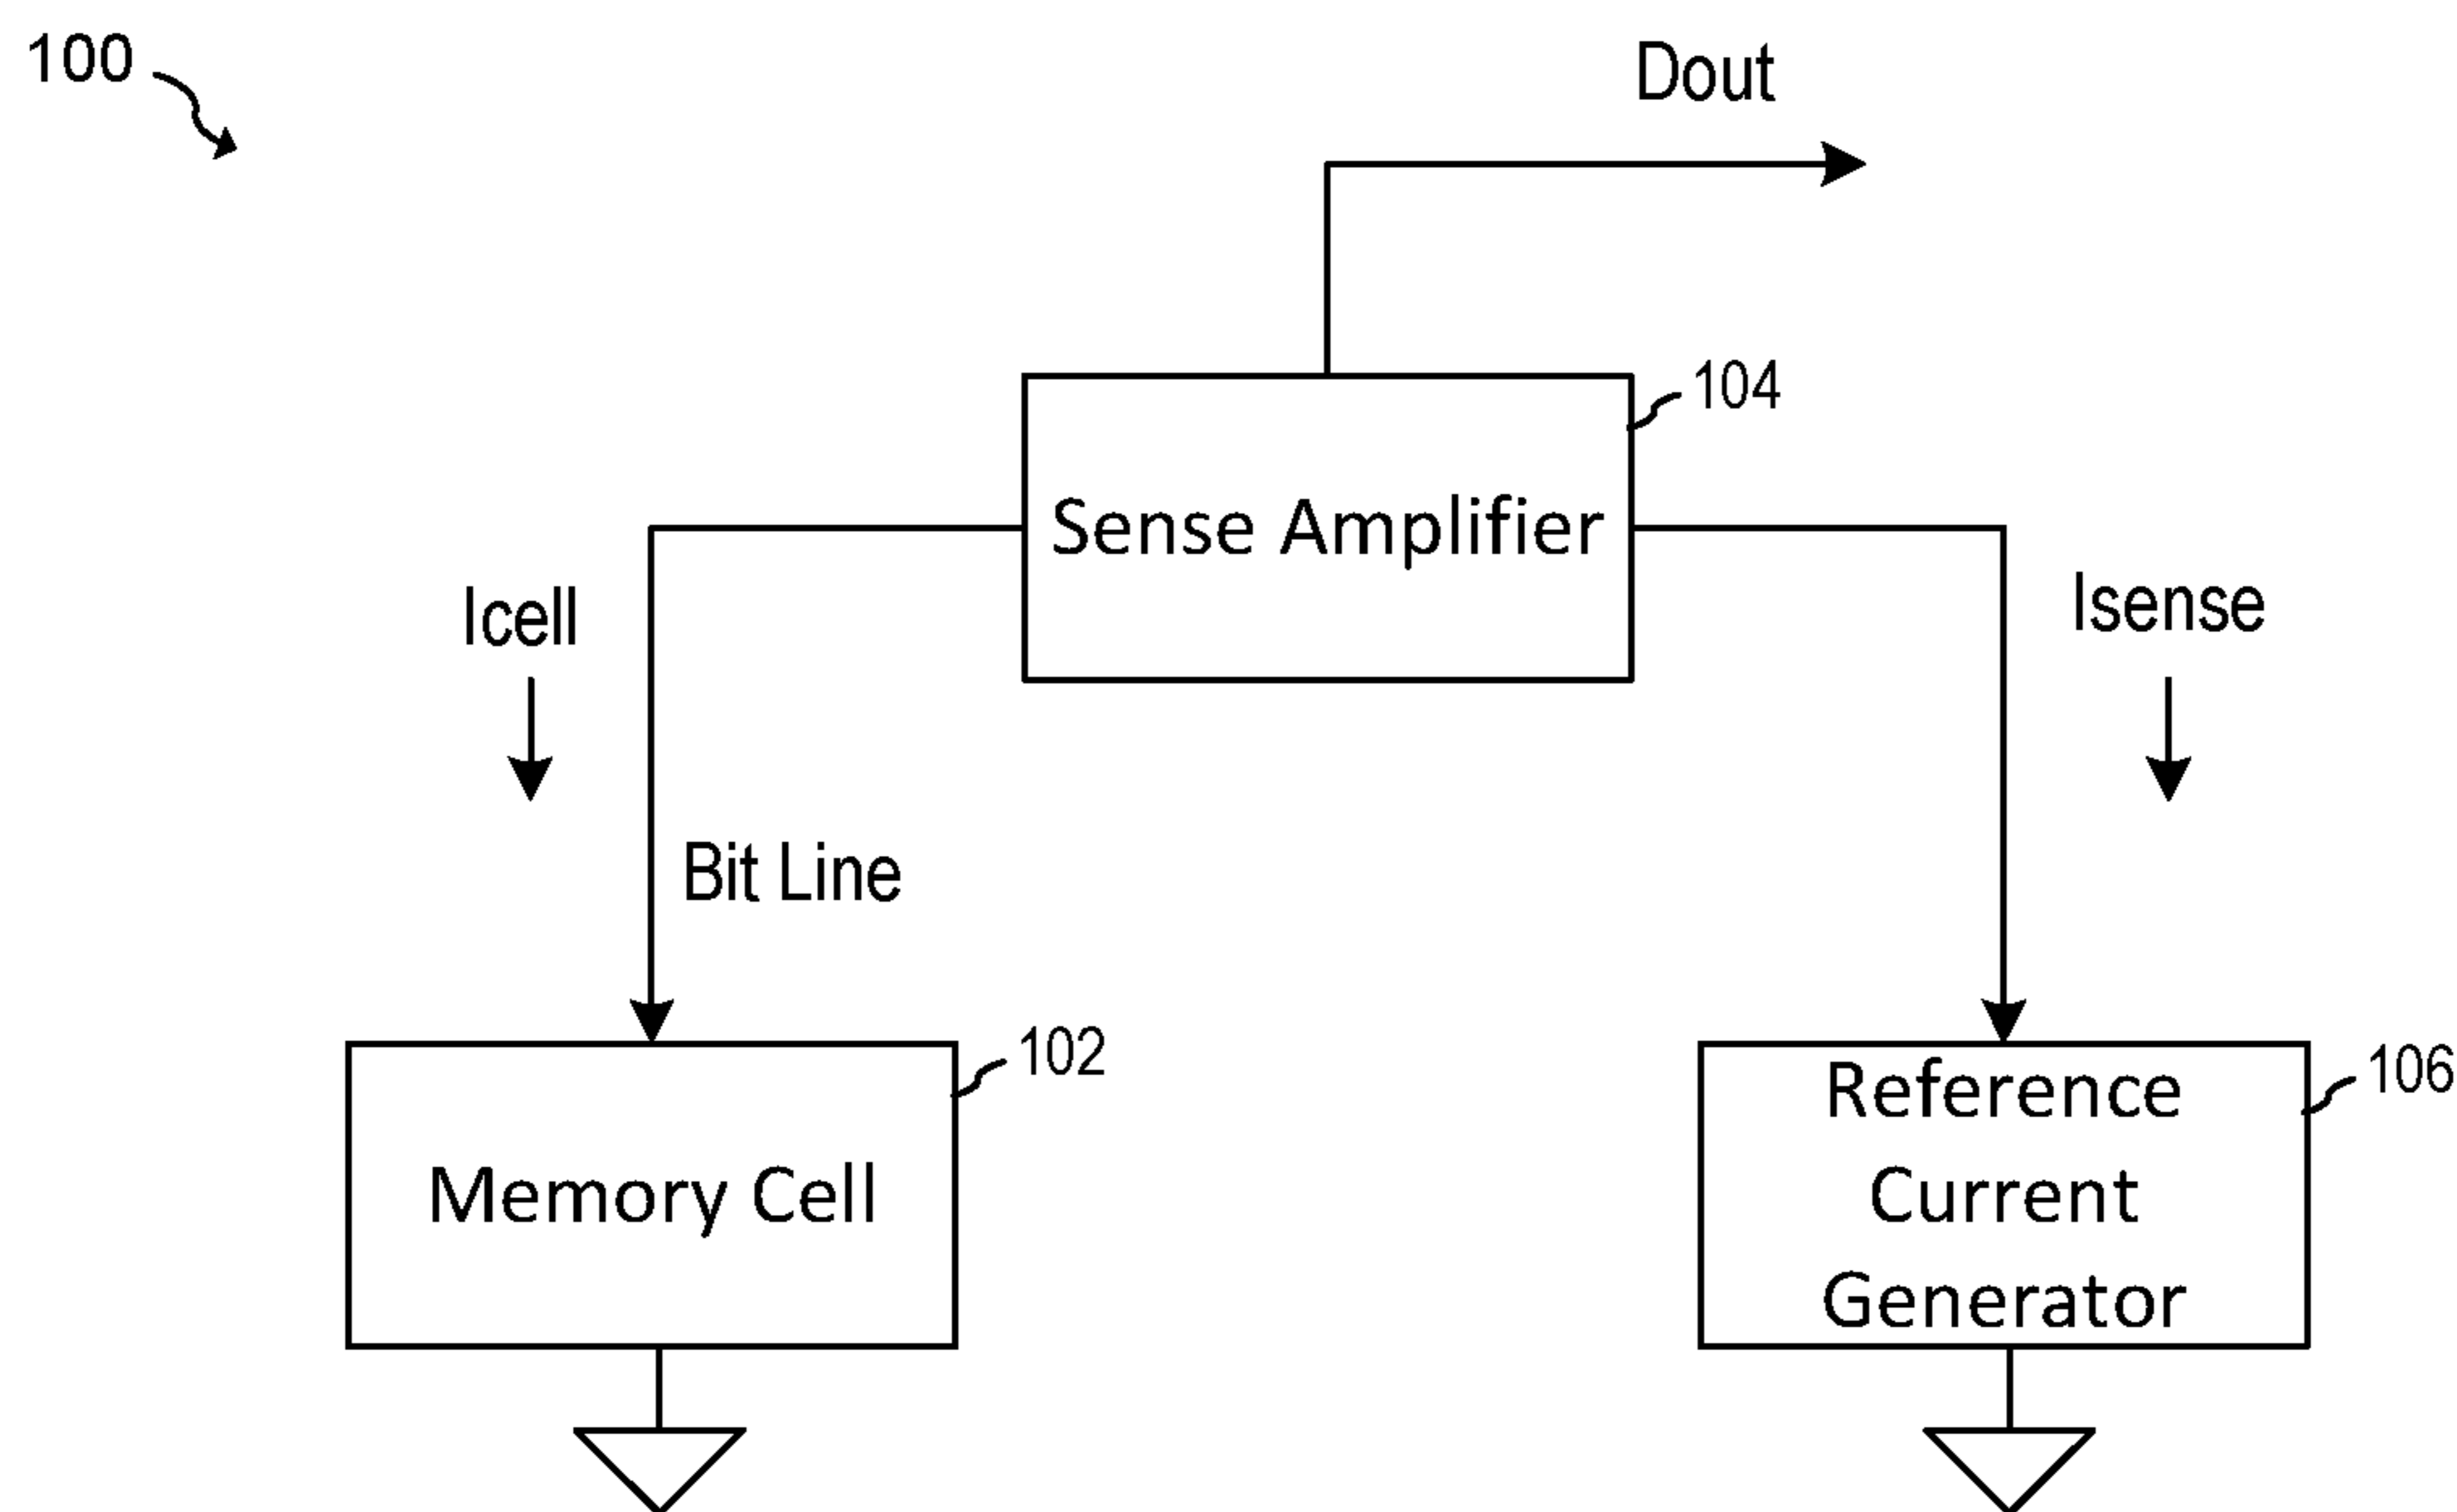 100
Dout
104
Sense Amplifier
Icell
Isense
Bit Line
102
106
Memory Cell
Reference
Current
Generator